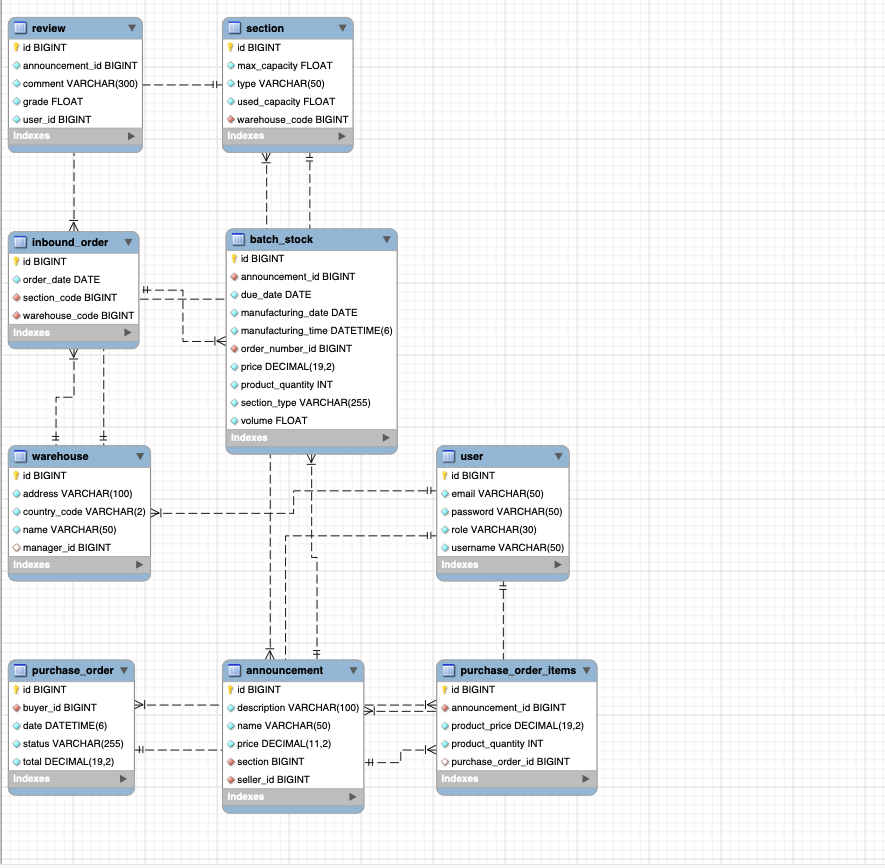 review
id BIGINT
announcement_id BIGINT
comment VARCHAR(300)
grade FLOAT
user_id BIGINT
Indexes
section
id BIGINT
max_capacity FLOAT
type VARCHAR(50)
used_capacity FLOAT
warehouse_code BIGINT
Indexes
inbound_order
id BIGINT
order_date DATE
section_code BIGINT
warehouse_code BIGINT
Indexes
batch_stock
id BIGINT
announcement_id BIGINT
due_date DATE
manufacturing_date DATE
manufacturing_time DATETIME(6)
order_number_id BIGINT
price DECIMAL(19,2)
product_quantity INT
section_type VARCHAR(255)
volume FLOAT
Indexes
warehouse
id BIGINT
address VARCHAR(100)
country_code VARCHAR(2)
name VARCHAR(50)
manager_id BIGINT
Indexes
user
id BIGINT
email VARCHAR(50)
password VARCHAR(50)
role VARCHAR(30)
username VARCHAR(50)
Indexes
purchase_order
id BIGINT
buyer_id BIGINT
date DATETIME(6)
status VARCHAR(255)
total DECIMAL(19,2)
Indexes
announcement
id BIGINT
description VARCHAR(100)
name VARCHAR(50)
price DECIMAL(11,2)
section BIGINT
seller_id BIGINT
Indexes
purchase_order_items
id BIGINT
announcement_id BIGINT
product_price DECIMAL(19,2)
product_quantity INT
purchase_order_id BIGINT
Indexes